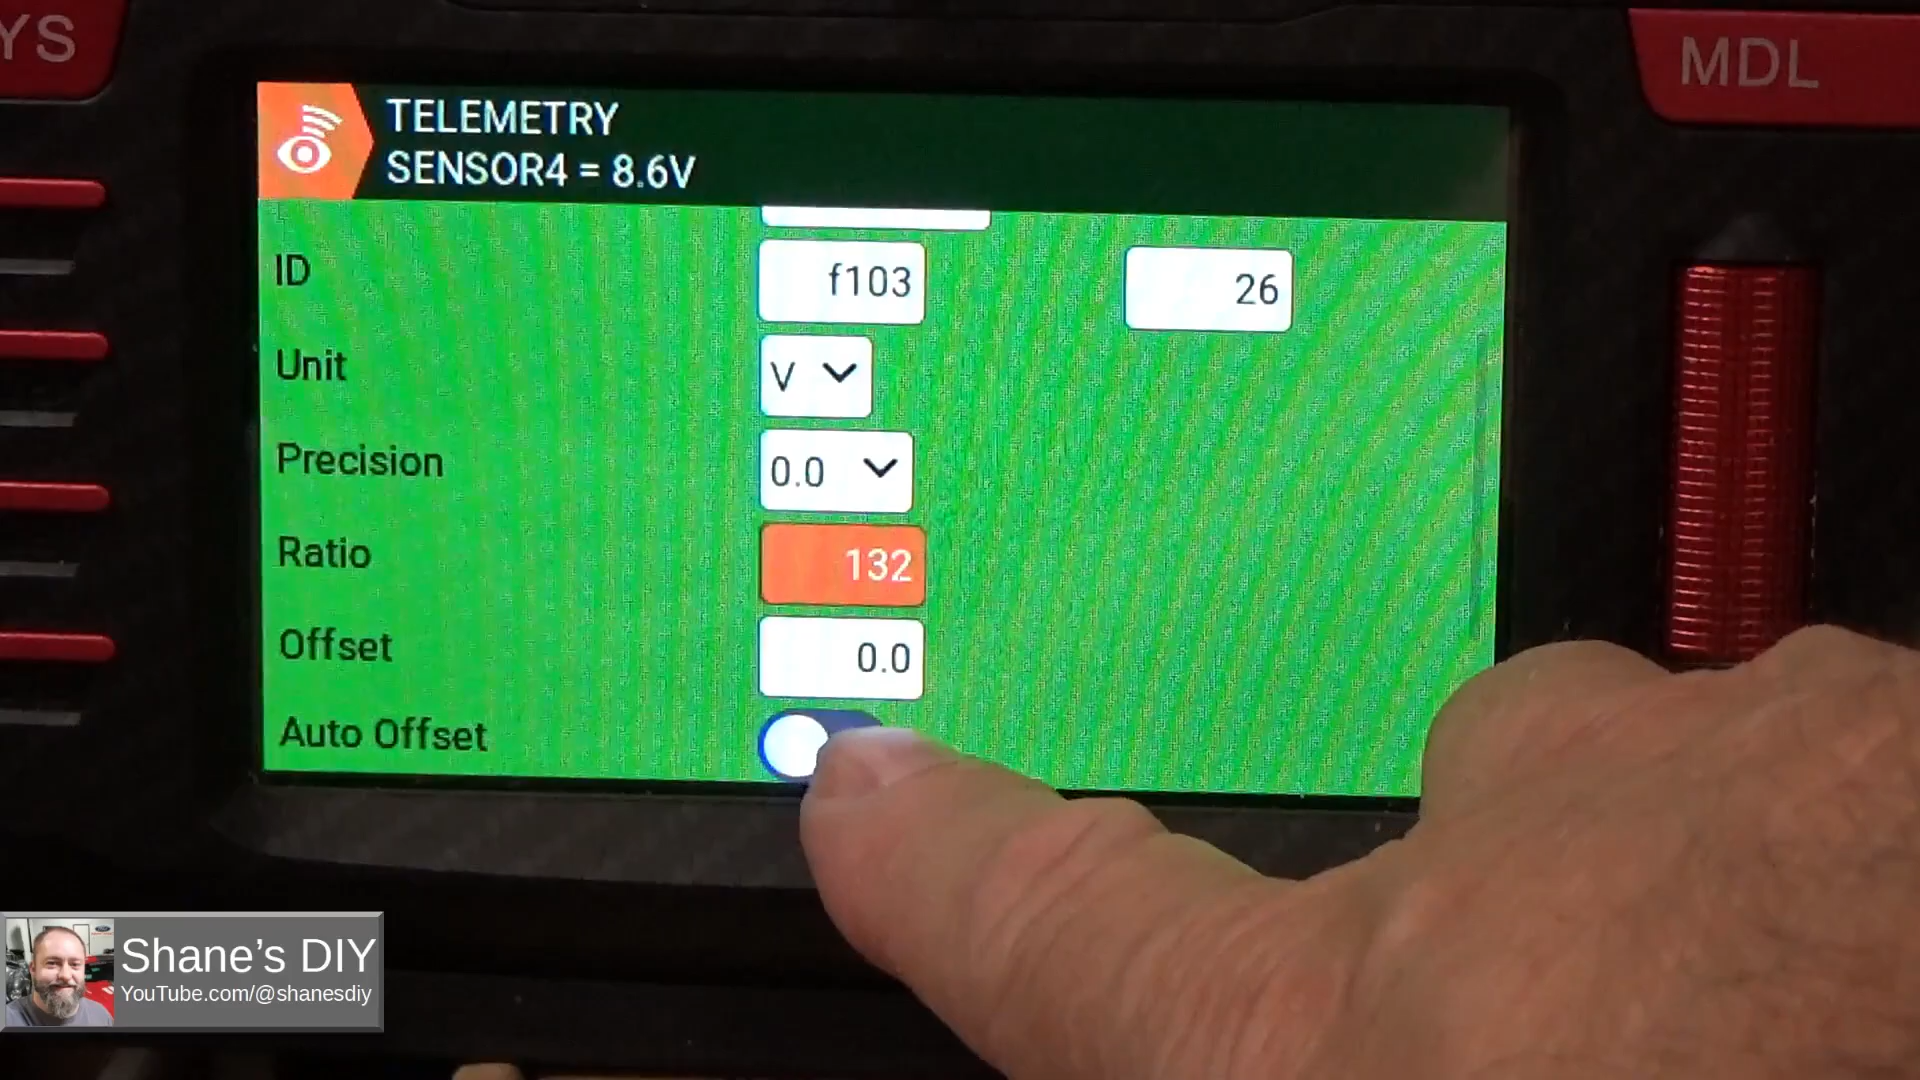 YS
MDL
TELEMETRY
SENSOR4 = 8.6V
ID f103 26
Unit V
Precision 0.0
Ratio 132
Offset 0.0
Auto Offset
Shane's DIY
YouTube.com/@shanesdiy